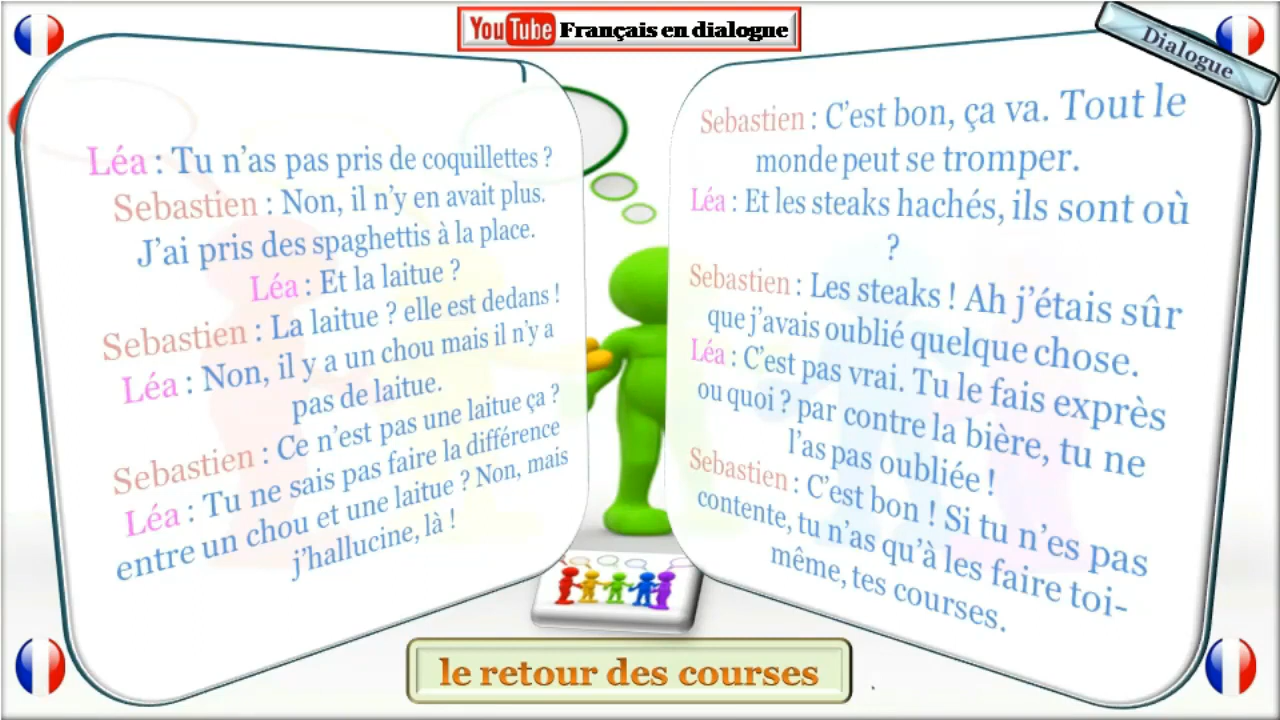 YouTube Français en dialogue
Dialogue
Léa : Tu n'as pas pris de coquillettes ?
Sebastien : Non, il n'y en avait plus.
J'ai pris des spaghettis à la place.
Léa : Et la laitue ?
Sebastien : La laitue ? elle est dedans !
Léa : Non, il y a un chou mais il n'y a
pas de laitue.
Sebastien : Ce n'est pas une laitue ça ?
Léa : Tu ne sais pas faire la différence
entre un chou et une laitue ? Non, mais
j'hallucine, là !
Sebastien : C'est bon, ça va. Tout le
monde peut se tromper.
Léa : Et les steaks hachés, ils sont où
?
Sebastien : Les steaks ! Ah j'étais sûr
que j'avais oublié quelque chose.
Léa : C'est pas vrai. Tu le fais exprès
ou quoi ? par contre la bière, tu ne
l'as pas oubliée !
Sebastien : C'est bon ! Si tu n'es pas
contente, tu n'as qu'à les faire toi-
même, tes courses.
le retour des courses